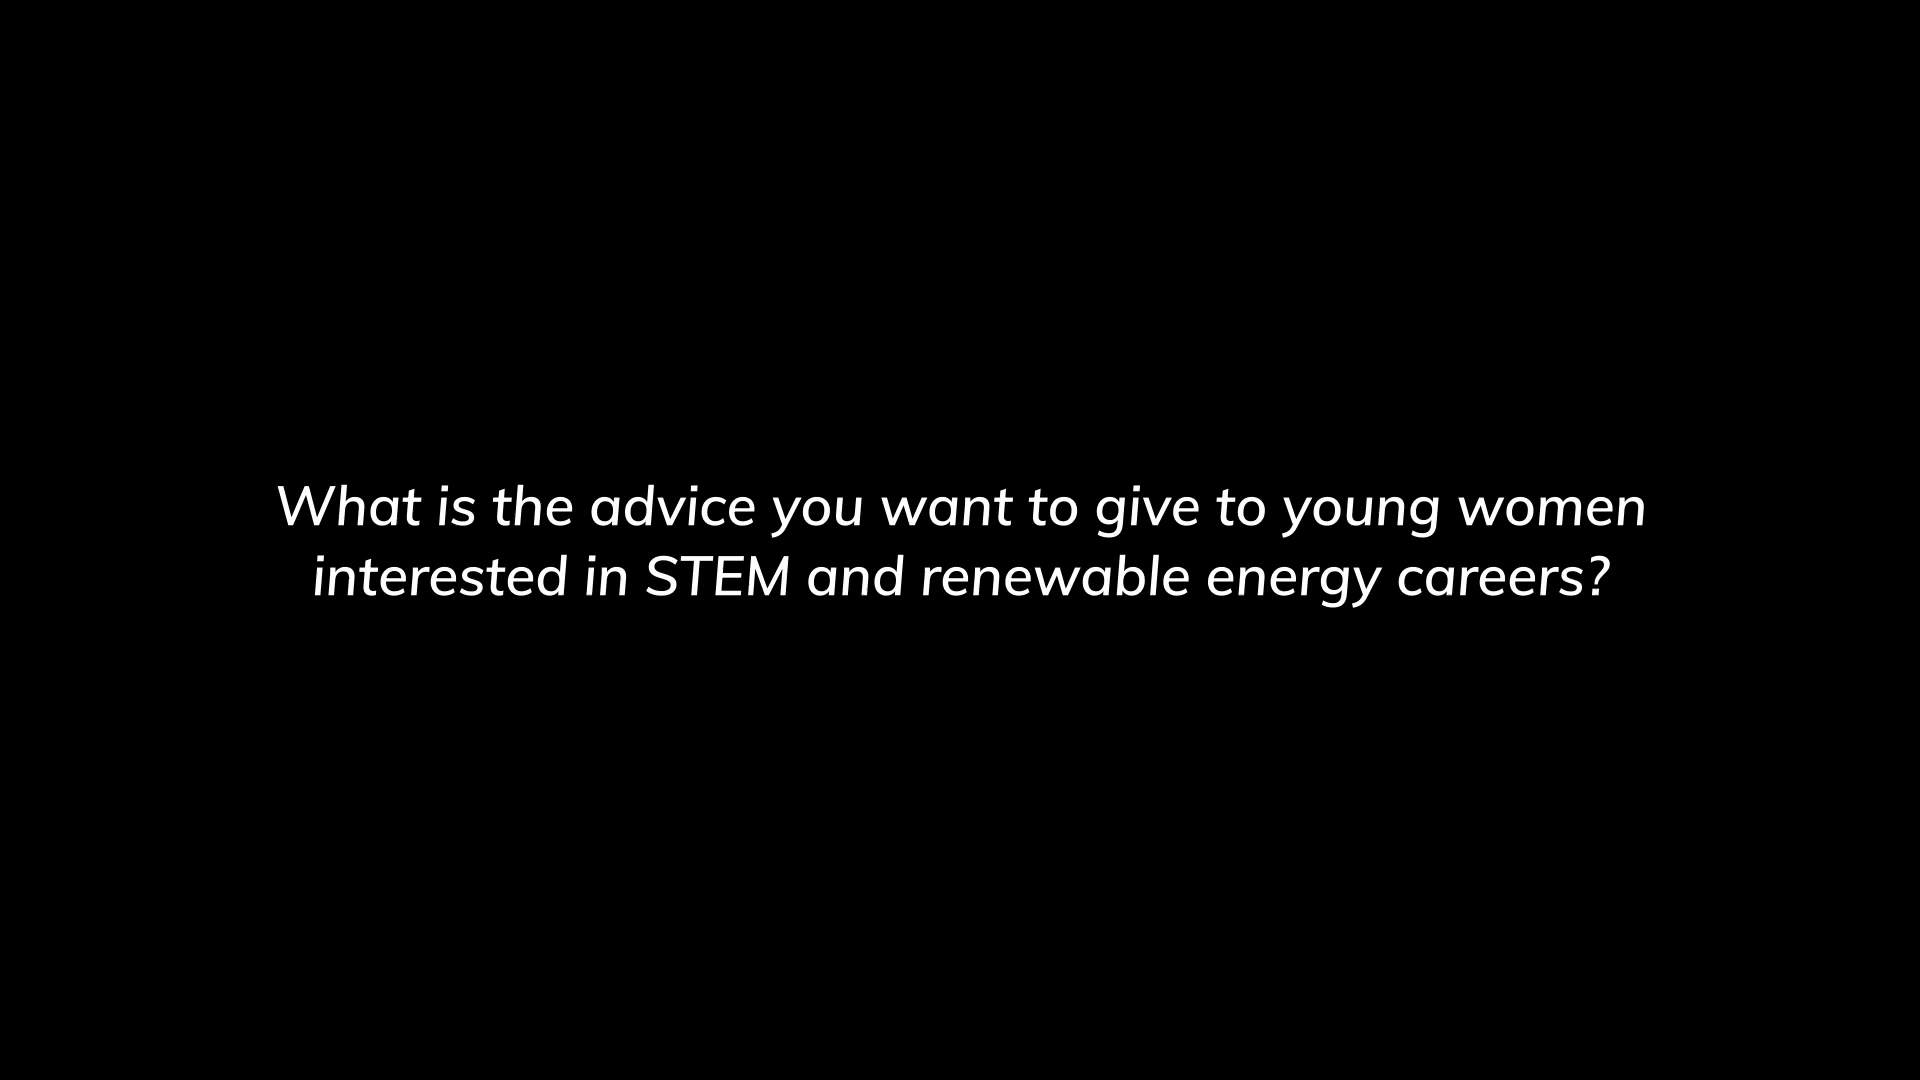 What is the advice you want to give to young women
interested in STEM and renewable energy careers?